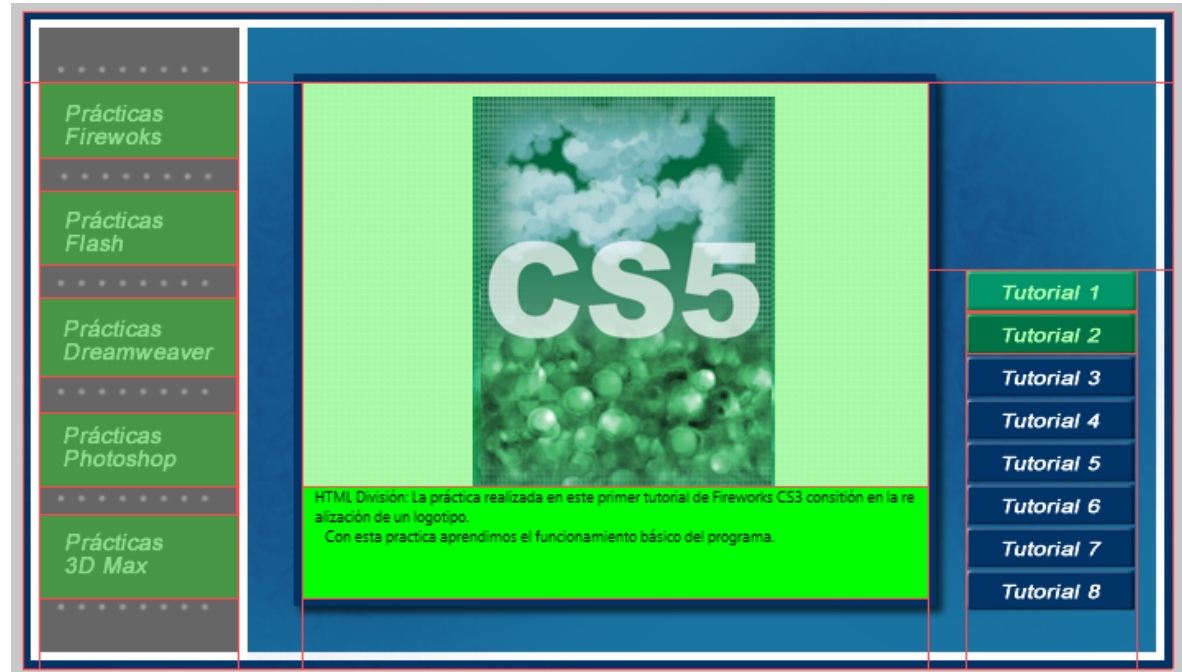 Prácticas
Firewoks
Prácticas
Flash
Prácticas
Dreamweaver
Prácticas
Photoshop
Prácticas
3D Max
CS5
HTML División: La práctica realizada en este primer tutorial de Fireworks CS3 consitión en la re
alización de un logotipo.
Con esta practica aprendimos el funcionamiento básico del programa.
Tutorial 1
Tutorial 2
Tutorial 3
Tutorial 4
Tutorial 5
Tutorial 6
Tutorial 7
Tutorial 8